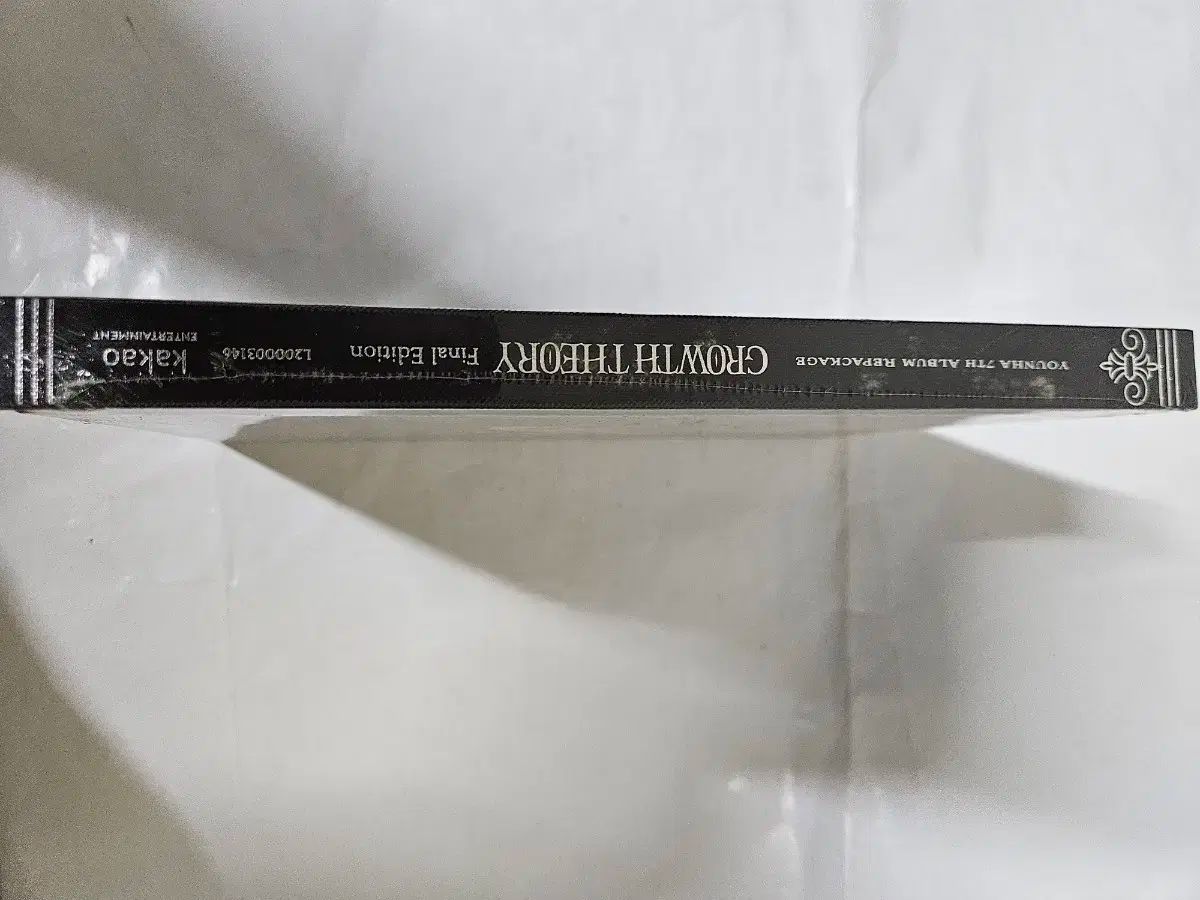 YOUNHA 7TH ALBUM REPACKAGE
GROWTH THEORY
Final Edition
L200003146
kakao
ENTERTAINMENT